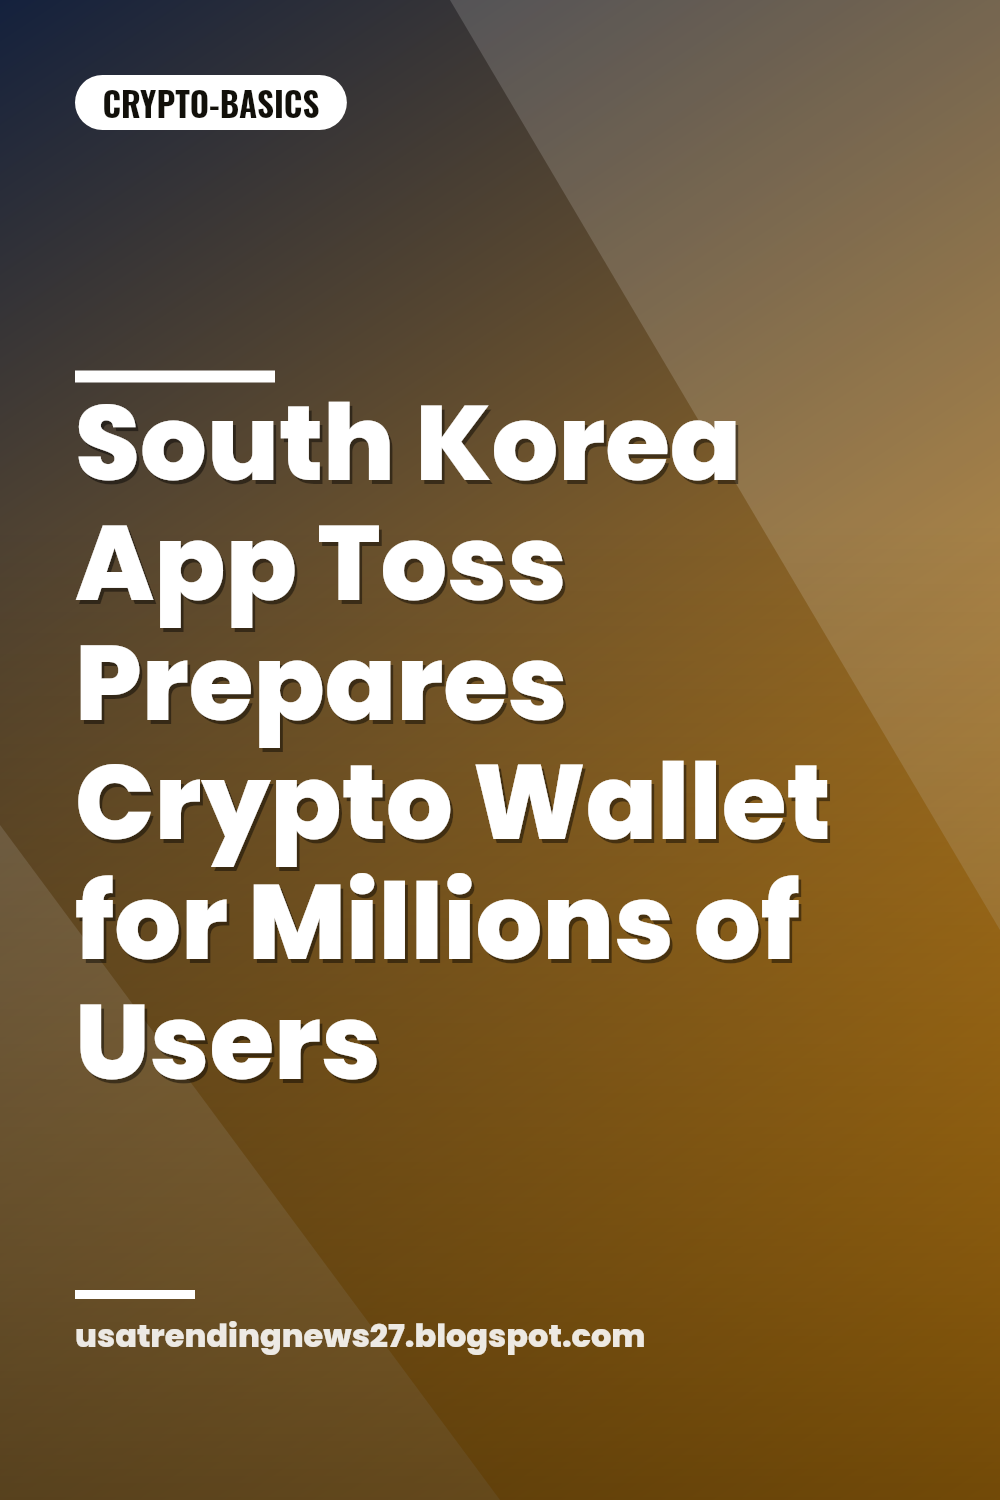 CRYPTO-BASICS
South Korea
App Toss
Prepares
Crypto Wallet
for Millions of
Users
usatrendingnews27.blogspot.com